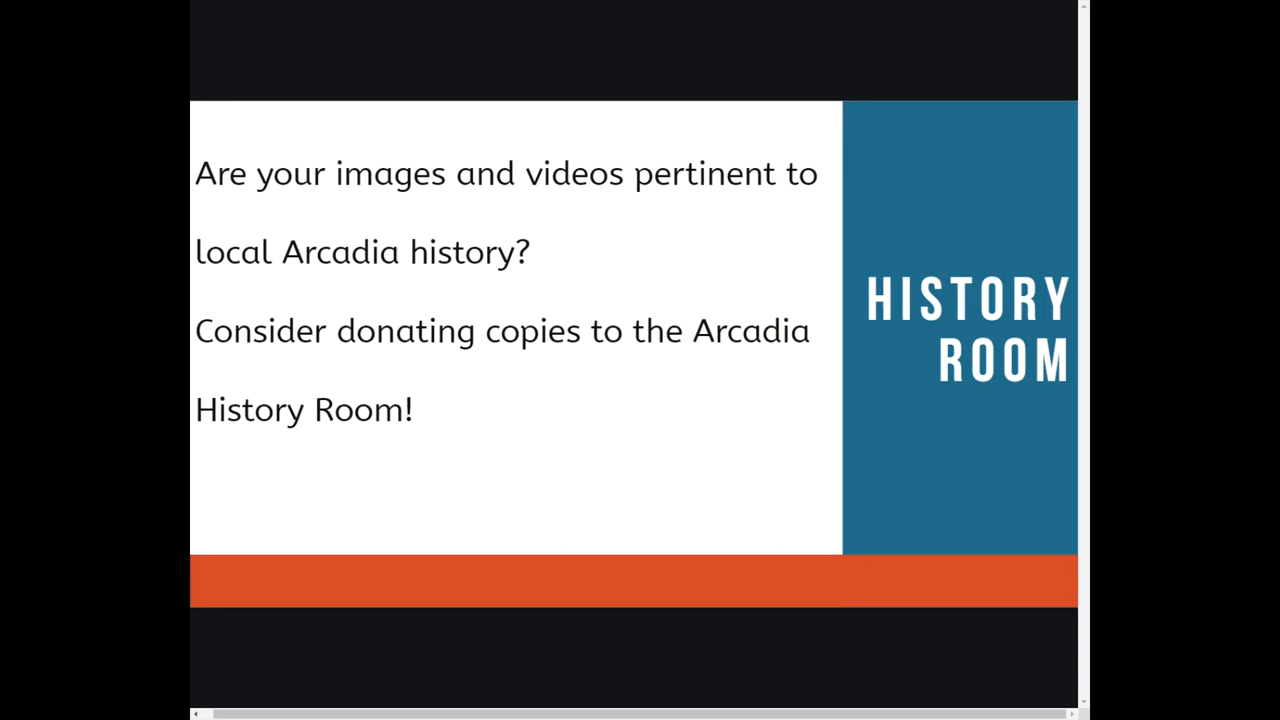 Are your images and videos pertinent to
local Arcadia history?
Consider donating copies to the Arcadia
History Room!
HISTORY
ROOM